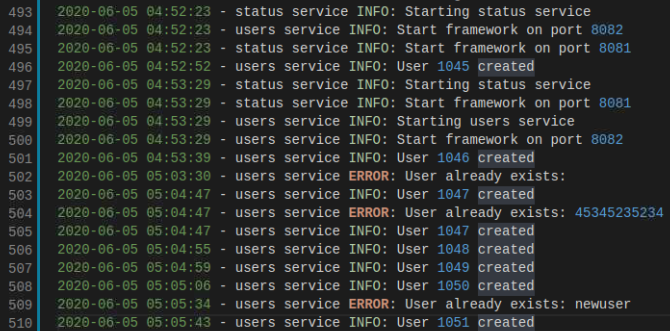 493 2020-06-05 04:52:23 - status service INFO: Starting status service
494 2020-06-05 04:52:23 - users service INFO: Start framework on port 8082
495 2020-06-05 04:52:23 - status service INFO: Start framework on port 8081
496 2020-06-05 04:52:52 - users service INFO: User 1045 created
497 2020-06-05 04:53:29 - status service INFO: Starting status service
498 2020-06-05 04:53:29 - status service INFO: Start framework on port 8081
499 2020-06-05 04:53:29 - users service INFO: Starting users service
500 2020-06-05 04:53:29 - users service INFO: Start framework on port 8082
501 2020-06-05 04:53:39 - users service INFO: User 1046 created
502 2020-06-05 05:03:30 - users service ERROR: User already exists:
503 2020-06-05 05:04:47 - users service INFO: User 1047 created
504 2020-06-05 05:04:47 - users service ERROR: User already exists: 45345235234
505 2020-06-05 05:04:47 - users service INFO: User 1047 created
506 2020-06-05 05:04:55 - users service INFO: User 1048 created
507 2020-06-05 05:04:59 - users service INFO: User 1049 created
508 2020-06-05 05:05:06 - users service INFO: User 1050 created
509 2020-06-05 05:05:34 - users service ERROR: User already exists: newuser
510 2020-06-05 05:05:43 - users service INFO: User 1051 created